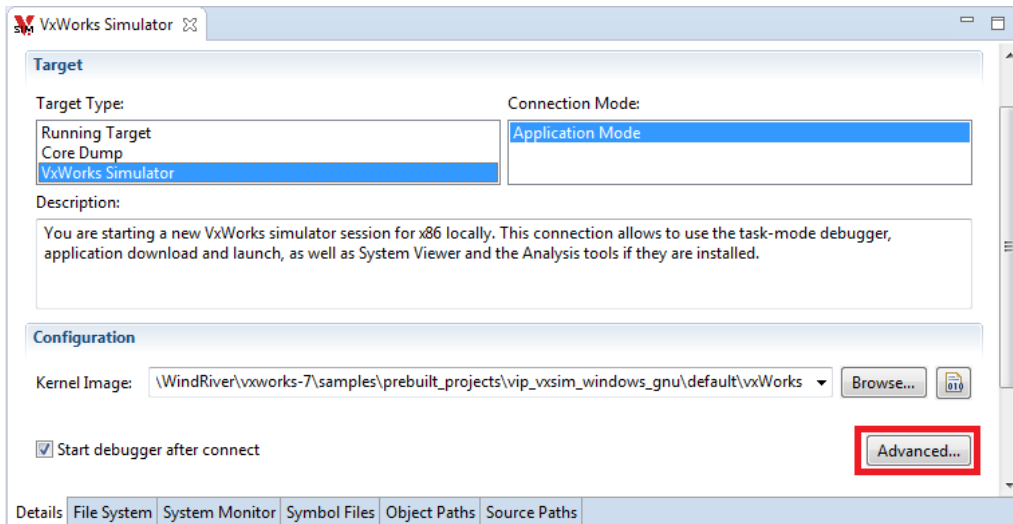 VxWorks Simulator
Target
Target Type:
Connection Mode:
Running Target
Core Dump
VxWorks Simulator
Application Mode
Description:
You are starting a new VxWorks simulator session for x86 locally. This connection allows to use the task-mode debugger,
application download and launch, as well as System Viewer and the Analysis tools if they are installed.
Configuration
Kernel Image: \WindRiver\vxworks-7\samples\prebuilt_projects\vip_vxsim_windows_gnu\default\vxWorks Browse... 010
Start debugger after connect Advanced...
Details File System System Monitor Symbol Files Object Paths Source Paths